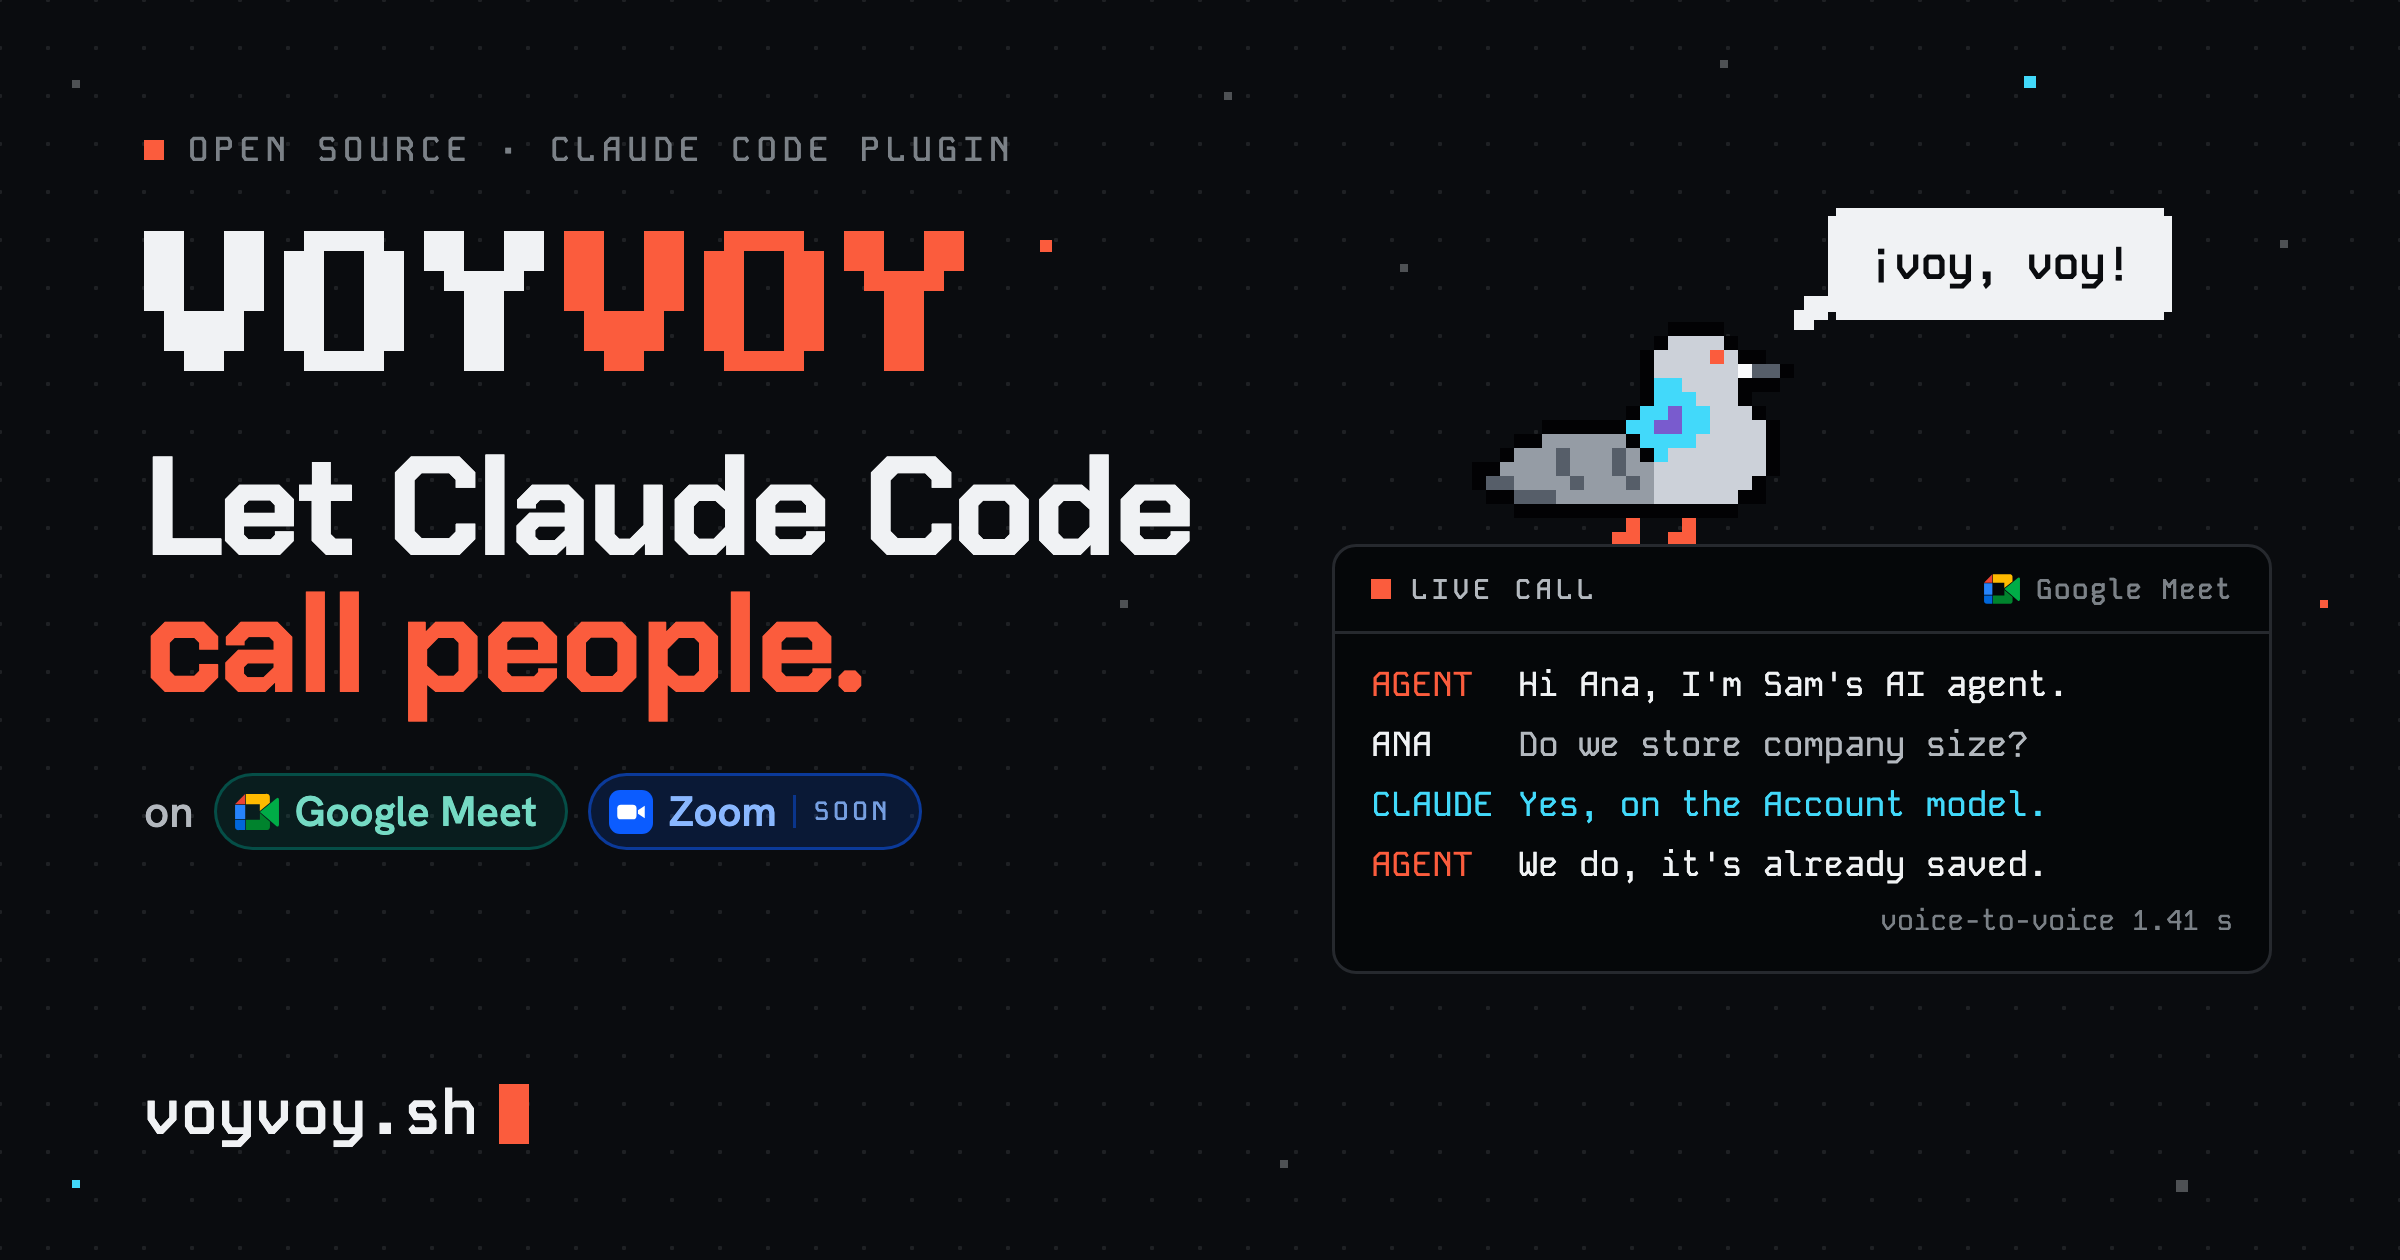 OPEN SOURCE · CLAUDE CODE PLUGIN
VOYVOY
Let Claude Code
call people.
on Google Meet Zoom SOON
voyvoy.sh
¡voy, voy!
LIVE CALL Google Meet
AGENT Hi Ana, I'm Sam's AI agent.
ANA Do we store company size?
CLAUDE Yes, on the Account model.
AGENT We do, it's already saved.
voice-to-voice 1.41 s